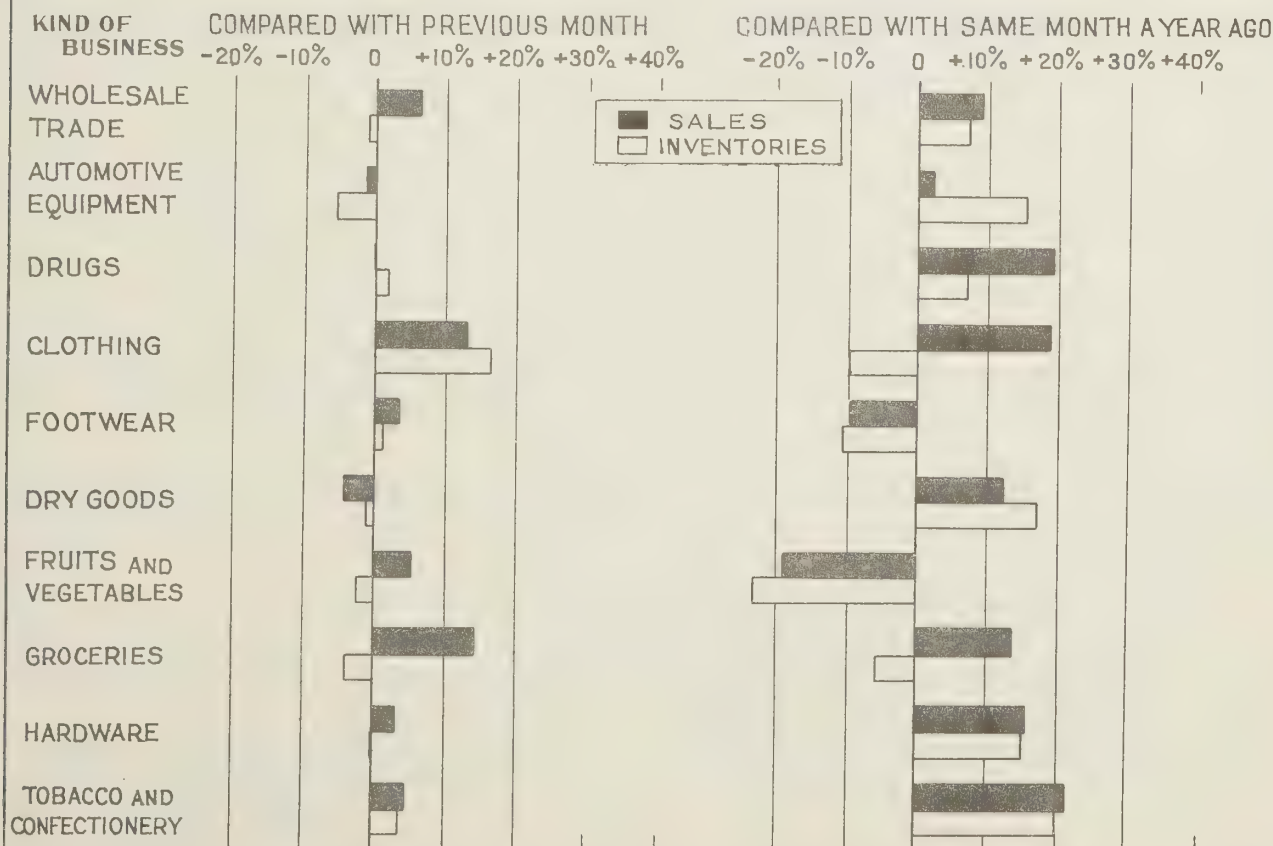 KIND OF
BUSINESS
COMPARED WITH PREVIOUS MONTH
-20% -10% 0 +10% +20% +30% +40%
COMPARED WITH SAME MONTH A YEAR AGO
-20% -10% 0 +10% +20% +30% +40%
SALES
INVENTORIES
WHOLESALE
TRADE
AUTOMOTIVE
EQUIPMENT
DRUGS
CLOTHING
FOOTWEAR
DRY GOODS
FRUITS AND
VEGETABLES
GROCERIES
HARDWARE
TOBACCO AND
CONFECTIONERY